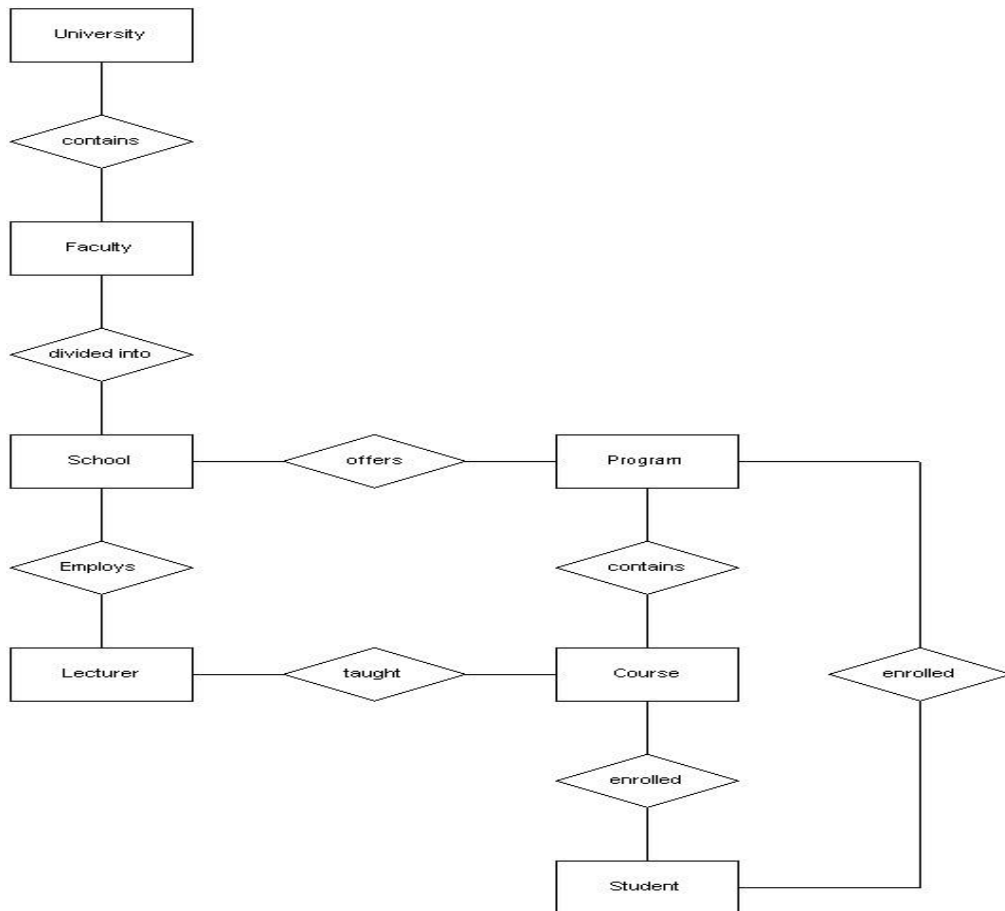 University
contains
Faculty
divided into
School
offers
Program
Employs
contains
Lecturer
taught
Course
enrolled
enrolled
Student